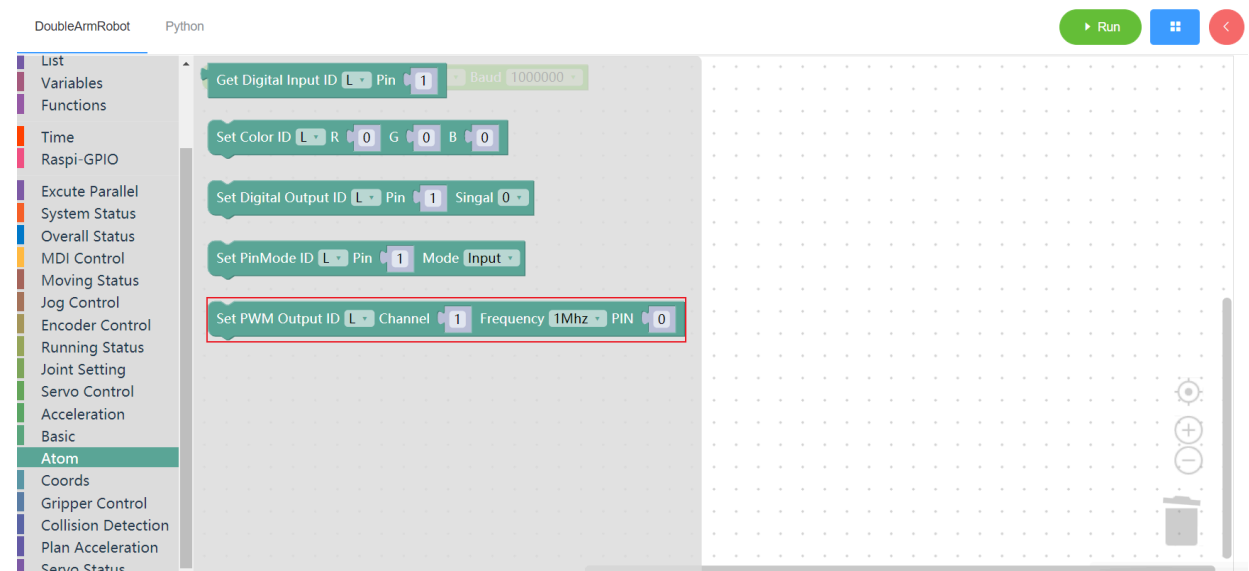 DoubleArmRobot Python Run
List
Variables
Functions
Time
Raspi-GPIO
Excute Parallel
System Status
Overall Status
MDI Control
Moving Status
Jog Control
Encoder Control
Running Status
Joint Setting
Servo Control
Acceleration
Basic
Atom
Coords
Gripper Control
Collision Detection
Plan Acceleration
Servo Status
Get Digital Input ID L Pin 1 Baud 1000000
Set Color ID L R 0 G 0 B 0
Set Digital Output ID L Pin 1 Singal 0
Set PinMode ID L Pin 1 Mode Input
Set PWM Output ID L Channel 1 Frequency 1Mhz PIN 0